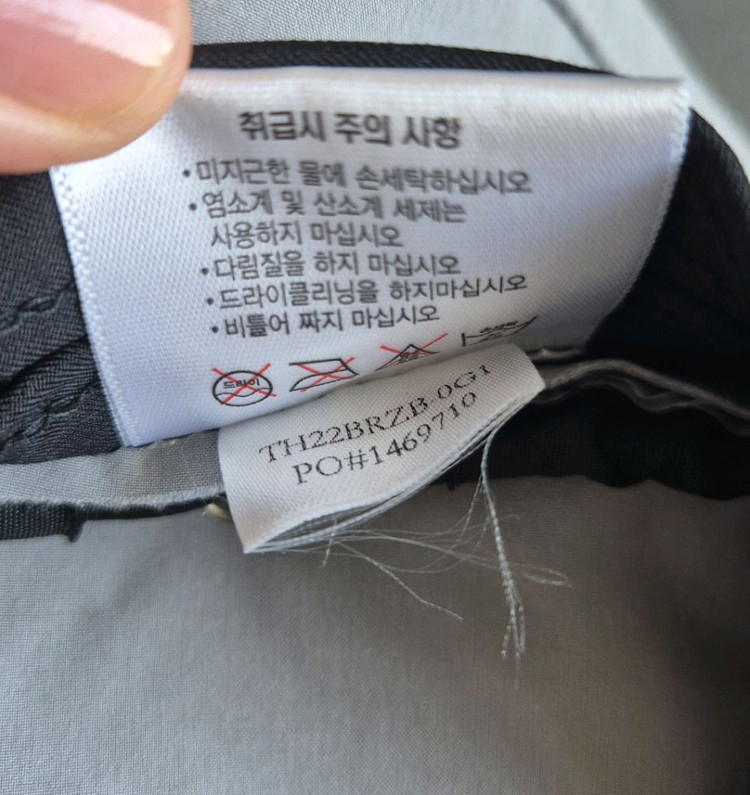 취급시 주의 사항
•미지근한 물에 손세탁하십시오
•염소계 및 산소계 세제는
사용하지 마십시오
•다림질을 하지 마십시오
•드라이클리닝을 하지마십시오
•비틀어 짜지 마십시오
드라이 손세탁
TH22BRZB-0G1
PO#1469710